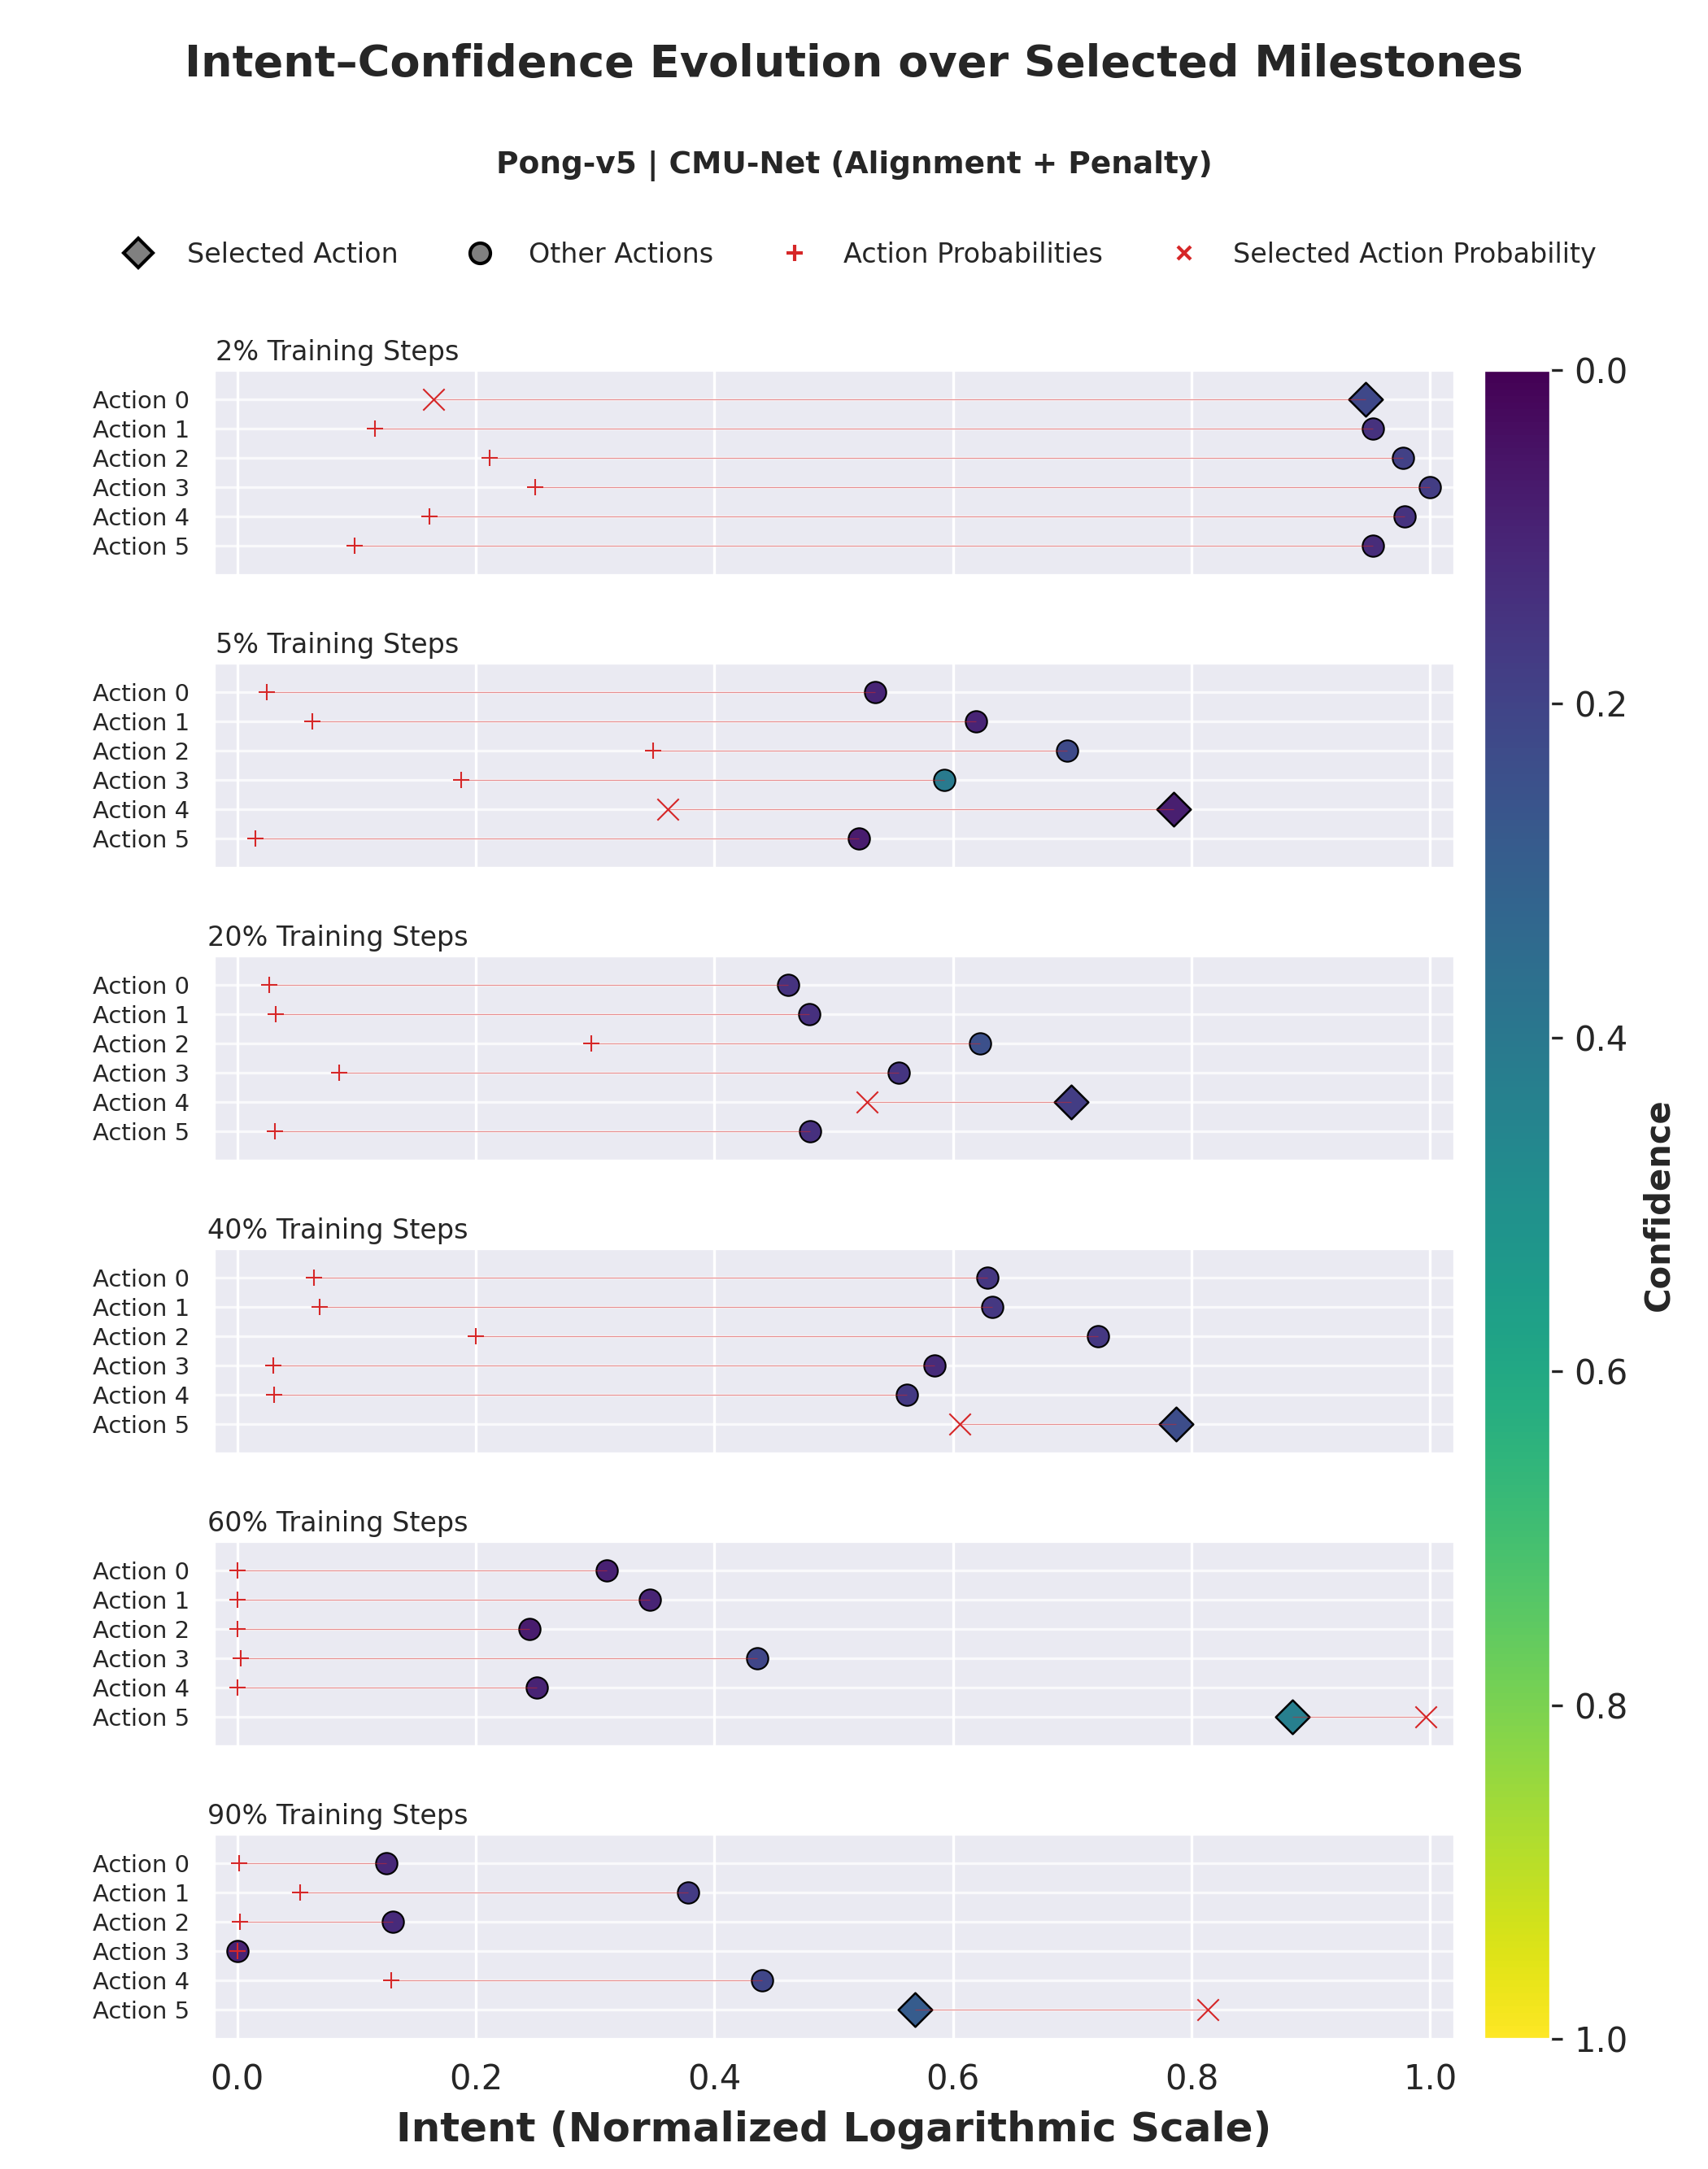 Intent–Confidence Evolution over Selected Milestones
Pong-v5 | CMU-Net (Alignment + Penalty)
Selected Action
Other Actions
Action Probabilities
Selected Action Probability
2% Training Steps
Action 0
Action 1
Action 2
Action 3
Action 4
Action 5
5% Training Steps
Action 0
Action 1
Action 2
Action 3
Action 4
Action 5
20% Training Steps
Action 0
Action 1
Action 2
Action 3
Action 4
Action 5
40% Training Steps
Action 0
Action 1
Action 2
Action 3
Action 4
Action 5
60% Training Steps
Action 0
Action 1
Action 2
Action 3
Action 4
Action 5
90% Training Steps
Action 0
Action 1
Action 2
Action 3
Action 4
Action 5
0.0 0.2 0.4 0.6 0.8 1.0
Intent (Normalized Logarithmic Scale)
0.0
0.2
0.4
0.6
0.8
1.0
Confidence